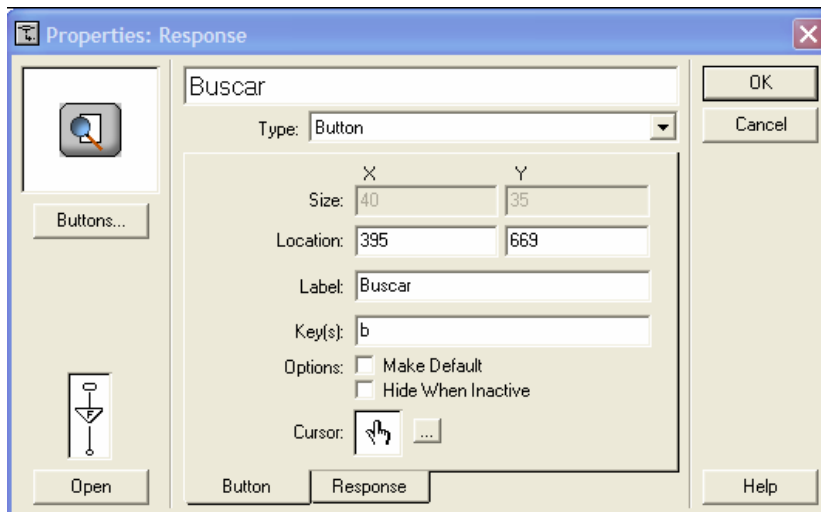 Properties: Response
Buscar
OK
Type: Button
Cancel
X Y
Size: 40 35
Buttons...
Location: 395 669
Label: Buscar
Key(s): b
Options: Make Default
Hide When Inactive
F
Cursor: ...
Open
Button Response
Help